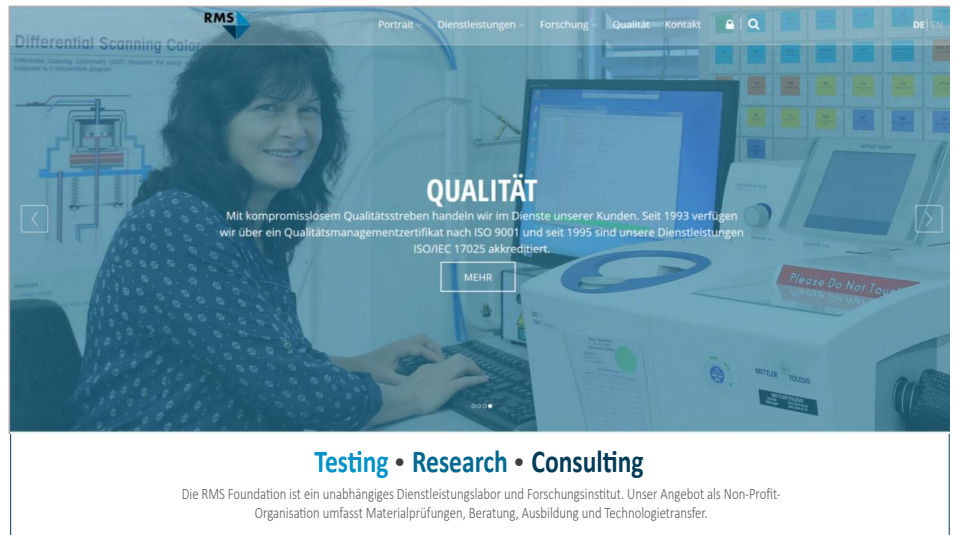 RMS
Portrait Dienstleistungen Forschung Qualität Kontakt DE | EN
Differential Scanning
QUALITÄT
Mit kompromisslosem Qualitätsstreben handeln wir im Dienste unserer Kunden. Seit 1993 verfügen
wir über ein Qualitätsmanagementzertifikat nach ISO 9001 und seit 1995 sind unsere Dienstleistungen
ISO/IEC 17025 akkreditiert.
MEHR
Please Do Not
METTLER TOLEDO
Testing • Research • Consulting
Die RMS Foundation ist ein unabhängiges Dienstleistungslabor und Forschungsinstitut. Unser Angebot als Non-Profit-
Organisation umfasst Materialprüfungen, Beratung, Ausbildung und Technologietransfer.